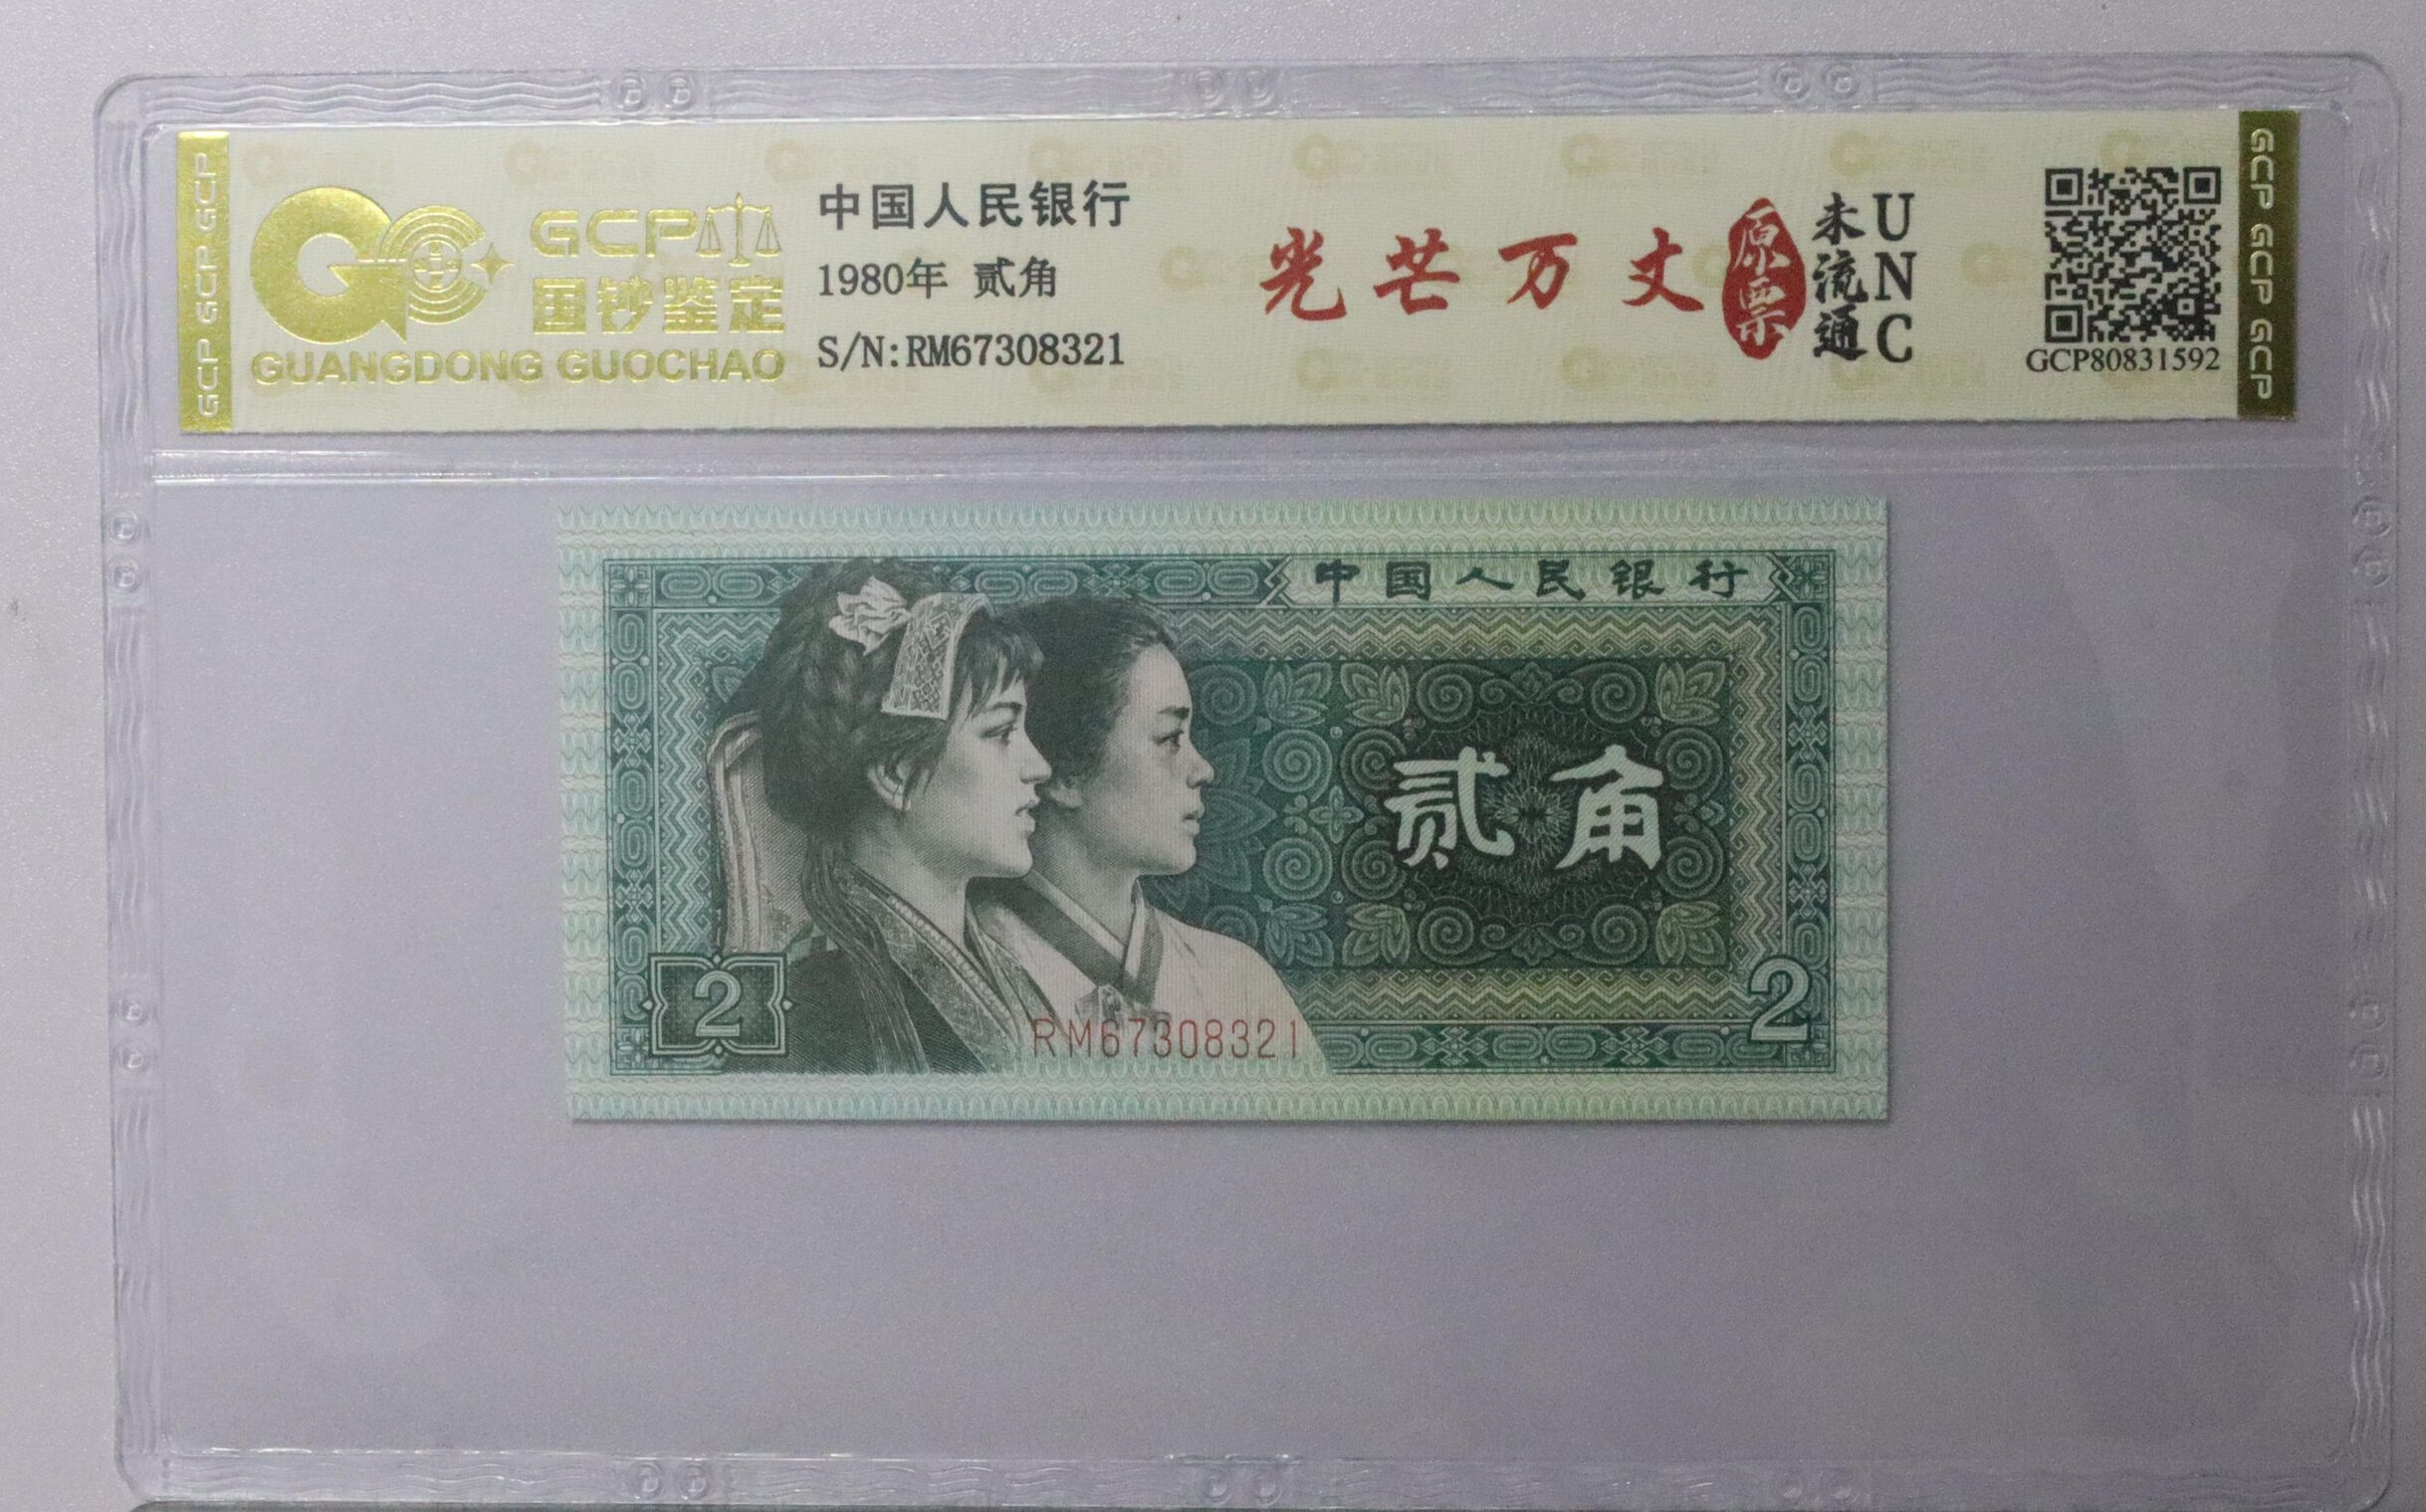 GCP GCP GCP
GCP
国钞鉴定
GUANGDONG GUOCHAO
中国人民银行
1980年 贰角
S/N:RM67308321
光芒万丈
原票
未流通
UNC
GCP80831592
GCP GCP GCP
中国人民银行
贰角
2
2
RM67308321